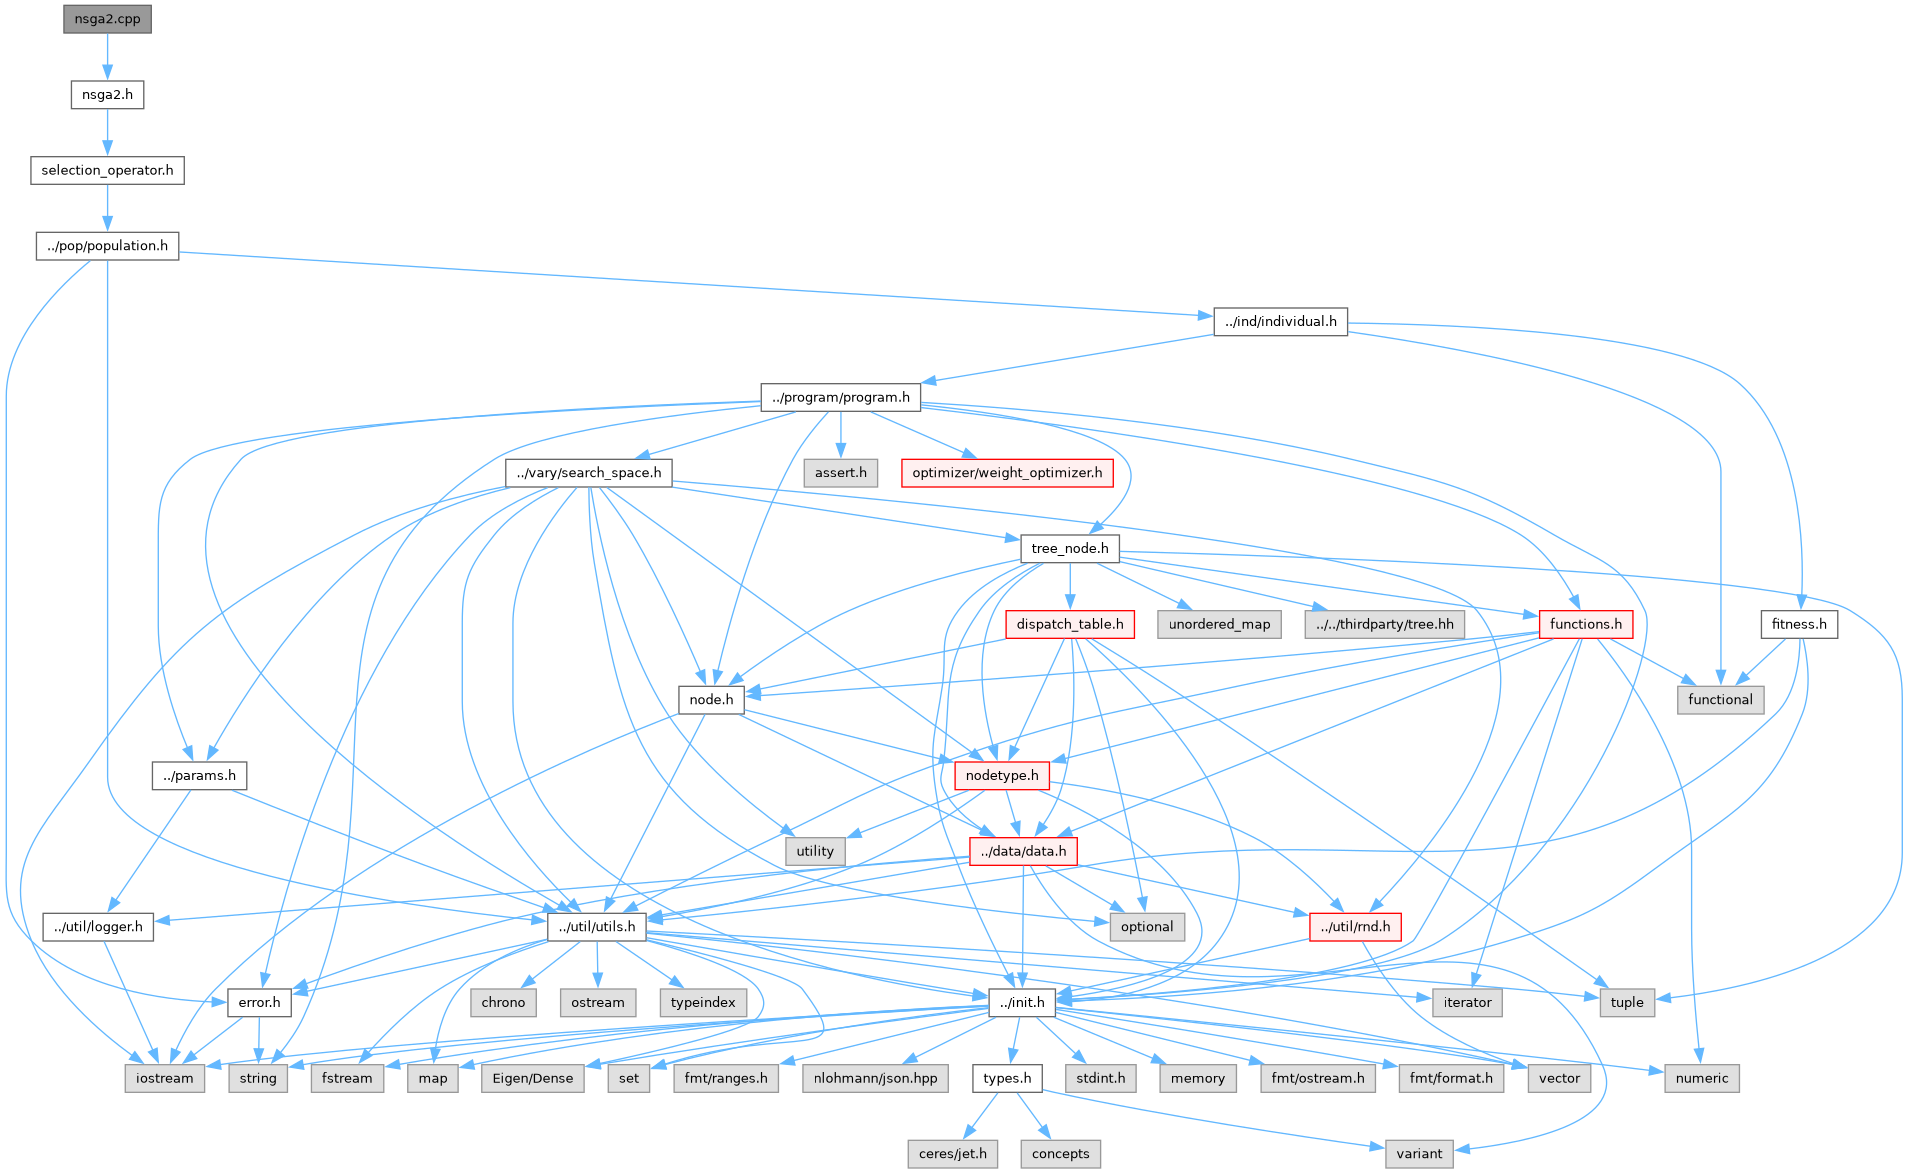 nsga2.cpp
nsga2.h
selection_operator.h
../pop/population.h
../ind/individual.h
../program/program.h
../vary/search_space.h
assert.h
optimizer/weight_optimizer.h
tree_node.h
dispatch_table.h
unordered_map
../../thirdparty/tree.hh
functions.h
fitness.h
node.h
functional
../params.h
nodetype.h
utility
../data/data.h
../util/logger.h
../util/utils.h
optional
../util/rnd.h
error.h
chrono
ostream
typeindex
../init.h
iterator
tuple
iostream
string
fstream
map
Eigen/Dense
set
fmt/ranges.h
nlohmann/json.hpp
types.h
stdint.h
memory
fmt/ostream.h
fmt/format.h
vector
numeric
ceres/jet.h
concepts
variant